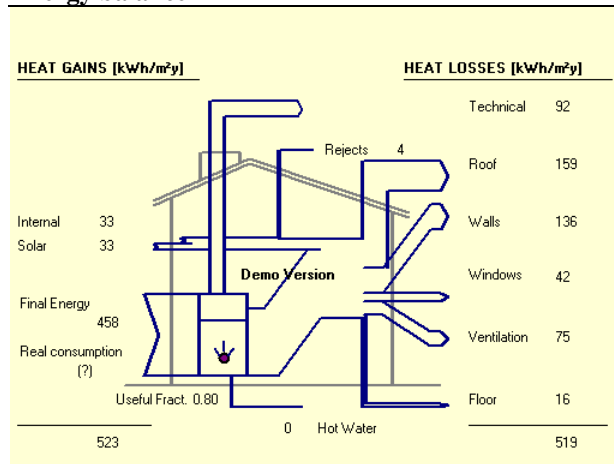 HEAT GAINS [kWh/m²y]
HEAT LOSSES [kWh/m²y]
Technical 92
Rejects 4
Roof 159
Internal 33
Walls 136
Solar 33
Demo Version
Windows 42
Final Energy
458
Ventilation 75
Real consumption
(?)
Useful Fract. 0.80
Floor 16
0 Hot Water
523
519